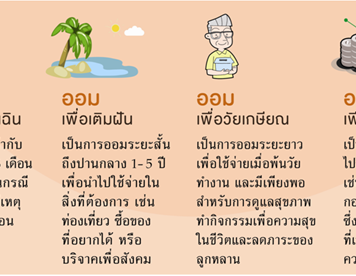 ฉิน
ากับ
เดือน
นกรณี
เหตุ
อน
ออม
เพื่อเติมฝัน
เป็นการออมระยะสั้น
ถึงปานกลาง 1-5 ปี
เพื่อนำไปใช้จ่ายใน
สิ่งที่ต้องการ เช่น
ท่องเที่ยว ซื้อของ
ที่อยากได้ หรือ
บริจาคเพื่อสังคม
ออม
เพื่อวัยเกษียณ
เป็นการออมระยะยาว
เพื่อใช้จ่ายเมื่อพ้นวัย
ทำงาน และมีเพียงพอ
สำหรับการดูแลสุขภาพ
ทำกิจกรรมเพื่อความสุข
ในชีวิตและลดภาระของ
ลูกหลาน
อ
เพื
เป็
ก่
ไป
กอ
ซึ่ง
ที่เ
ควา